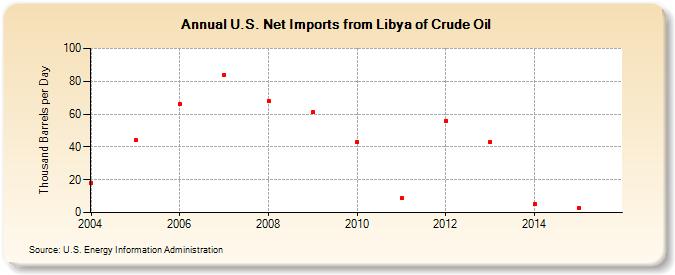 Annual U.S. Net Imports from Libya of Crude Oil
Thousand Barrels per Day
100
80
60
40
20
0
2004 2006 2008 2010 2012 2014
Source: U.S. Energy Information Administration